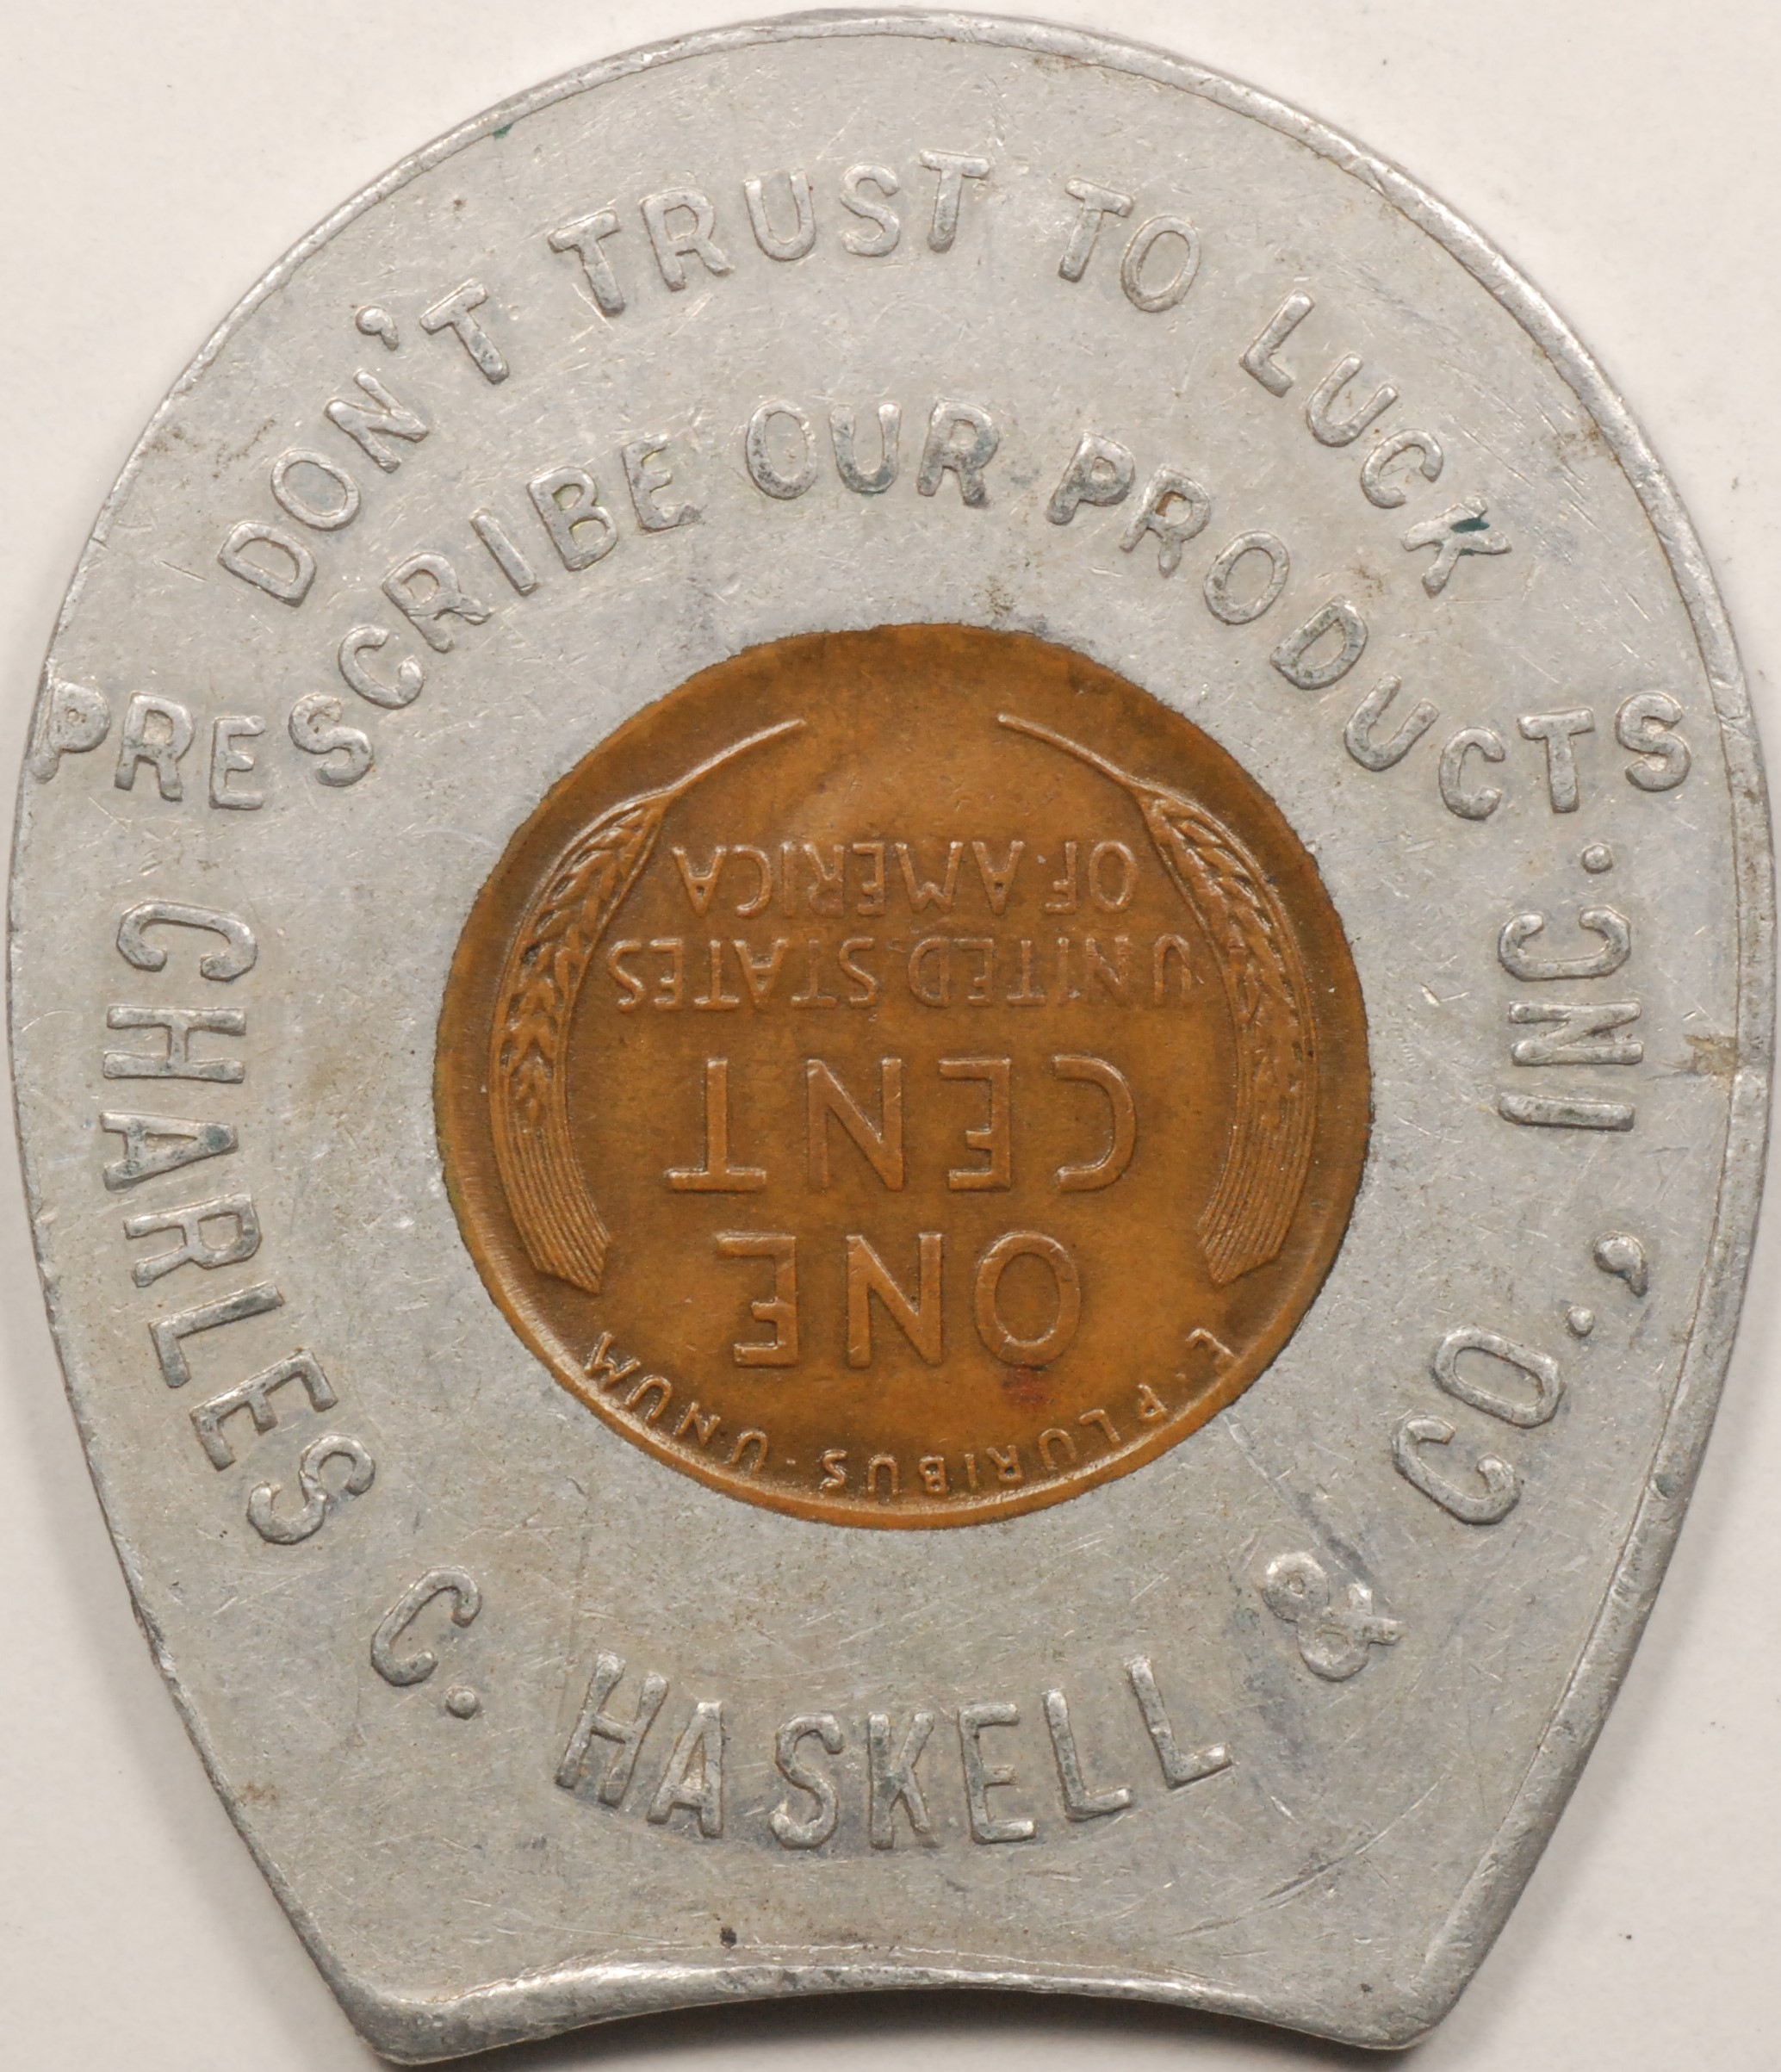 DON'T TRUST TO LUCK
PRESCRIBE OUR PRODUCTS
CHARLES C. HASKELL & CO., INC.
E·PLURIBUS·UNUM
ONE
CENT
UNITED STATES
OF AMERICA